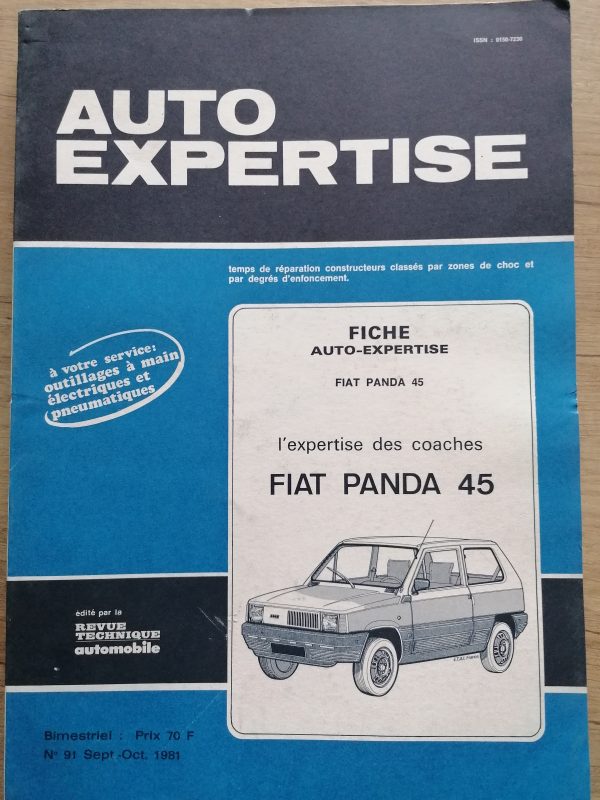 ISSN : 0150-7230
AUTO
EXPERTISE
temps de réparation constructeurs classés par zones de choc et
par degrés d'enfoncement.
à votre service:
outillages à main
électriques et
pneumatiques
FICHE
AUTO-EXPERTISE
FIAT PANDA 45
l'expertise des coaches
FIAT PANDA 45
édité par la
REVUE
TECHNIQUE
automobile
Bimestriel : Prix 70 F
N° 91 Sept.-Oct. 1981